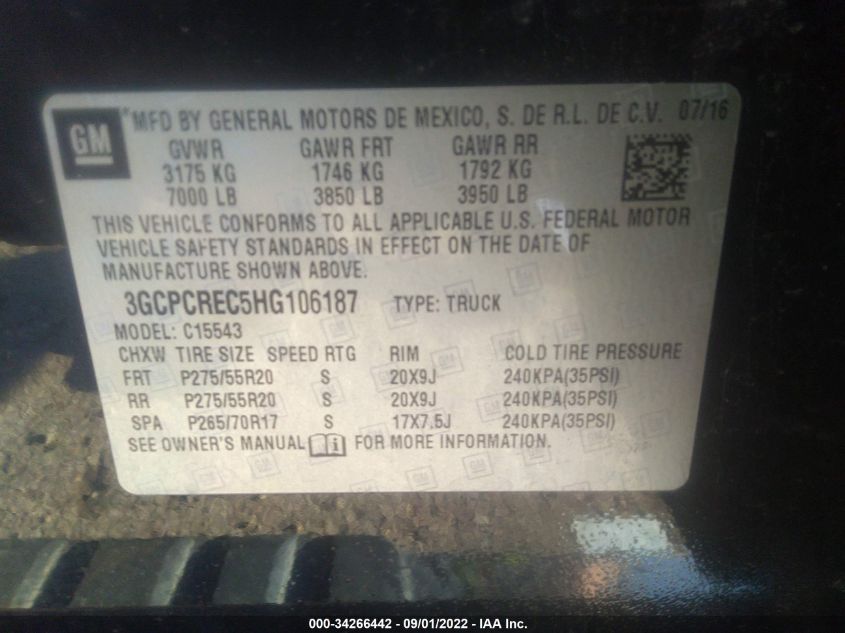 GM
MFD BY GENERAL MOTORS DE MEXICO, S. DE R.L. DE C.V. 07/16
GVWR GAWR FRT GAWR RR
3175 KG 1746 KG 1792 KG
7000 LB 3850 LB 3950 LB
THIS VEHICLE CONFORMS TO ALL APPLICABLE U.S. FEDERAL MOTOR
VEHICLE SAFETY STANDARDS IN EFFECT ON THE DATE OF
MANUFACTURE SHOWN ABOVE.
3GCPCREC5HG106187 TYPE: TRUCK
MODEL: C15543
CHXW TIRE SIZE SPEED RTG RIM COLD TIRE PRESSURE
FRT P275/55R20 S 20X9J 240KPA(35PSI)
RR P275/55R20 S 20X9J 240KPA(35PSI)
SPA P265/70R17 S 17X7.5J 240KPA(35PSI)
SEE OWNER'S MANUAL FOR MORE INFORMATION.
000-34266442 - 09/01/2022 - IAA Inc.